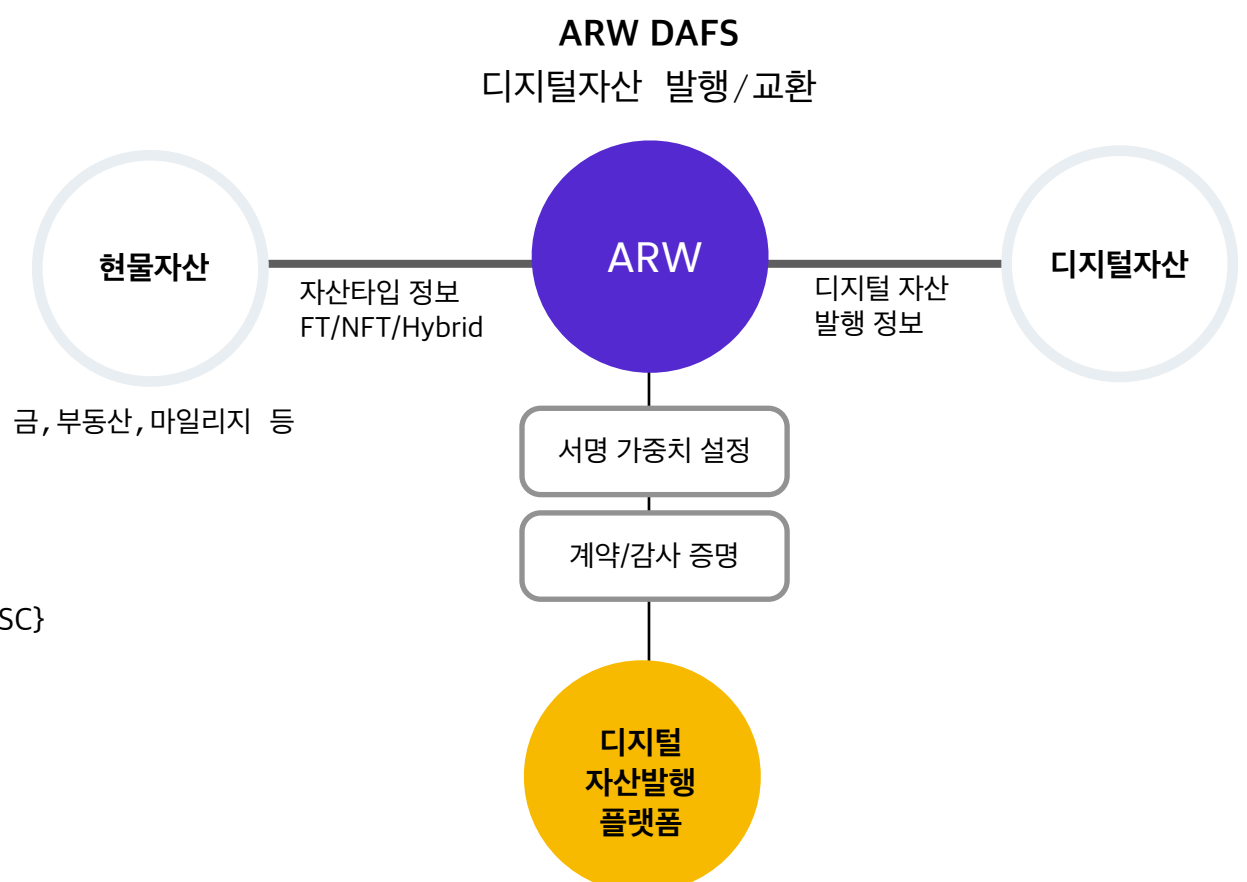 ARW DAFS
디지털자산 발행/교환
현물자산
자산타입 정보
FT/NFT/Hybrid
ARW
디지털 자산
발행 정보
디지털자산
금,부동산,마일리지 등
서명 가중치 설정
계약/감사 증명
SC}
디지털
자산발행
플랫폼